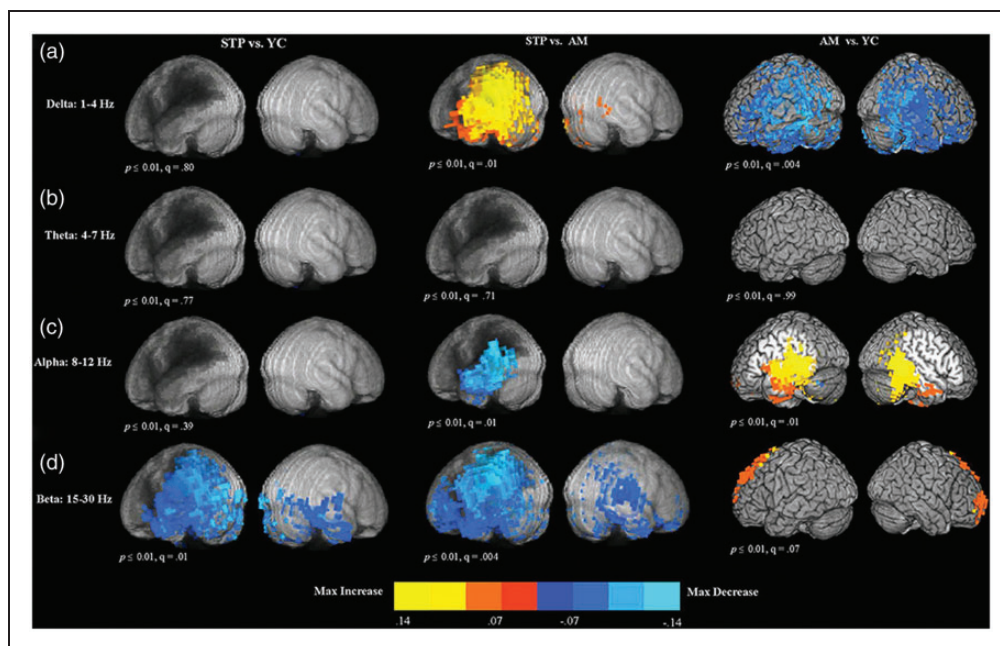 STP vs. YC STP vs. AM AM vs. YC
(a)
Delta: 1-4 Hz
p ≤ 0.01, q = .80 p ≤ 0.01, q = .01 p ≤ 0.01, q = .004
(b)
Theta: 4-7 Hz
p ≤ 0.01, q = .77 p ≤ 0.01, q = .71 p ≤ 0.01, q = .99
(c)
Alpha: 8-12 Hz
p ≤ 0.01, q = .39 p ≤ 0.01, q = .01 p ≤ 0.01, q = .01
(d)
Beta: 15-30 Hz
p ≤ 0.01, q = .01 p ≤ 0.01, q = .004 p ≤ 0.01, q = .07
Max Increase Max Decrease
.14 .07 -.07 -.14